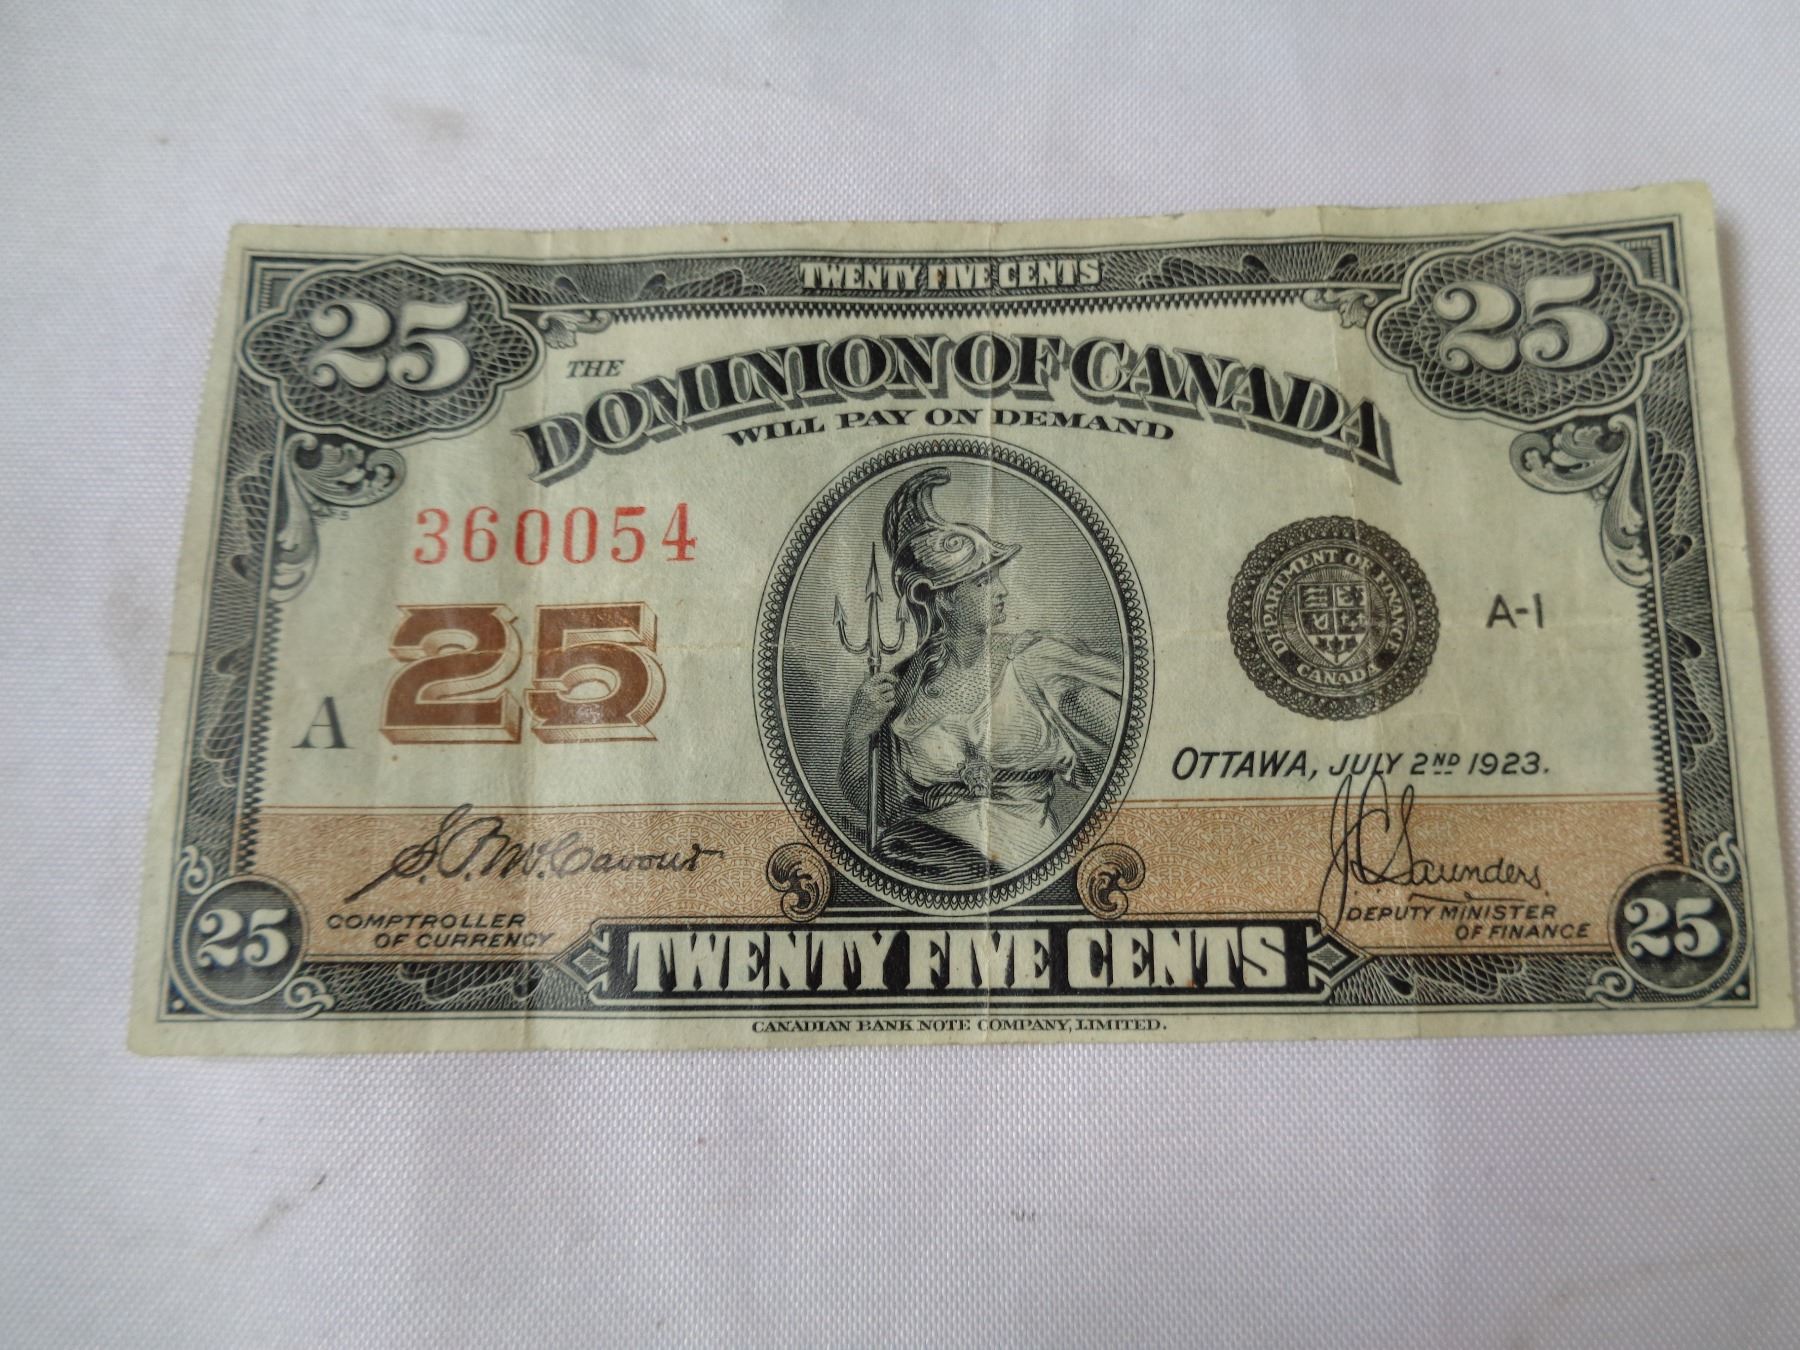 TWENTY FIVE CENTS
25 25
THE DOMINION OF CANADA
WILL PAY ON DEMAND
360054
25
DEPARTMENT OF FINANCE
CANADA
A-1
A
OTTAWA, JULY 2ND 1923.
J.C. Saunders
COMPTROLLER
OF CURRENCY
DEPUTY MINISTER
OF FINANCE
25 TWENTY FIVE CENTS 25
CANADIAN BANK NOTE COMPANY, LIMITED.